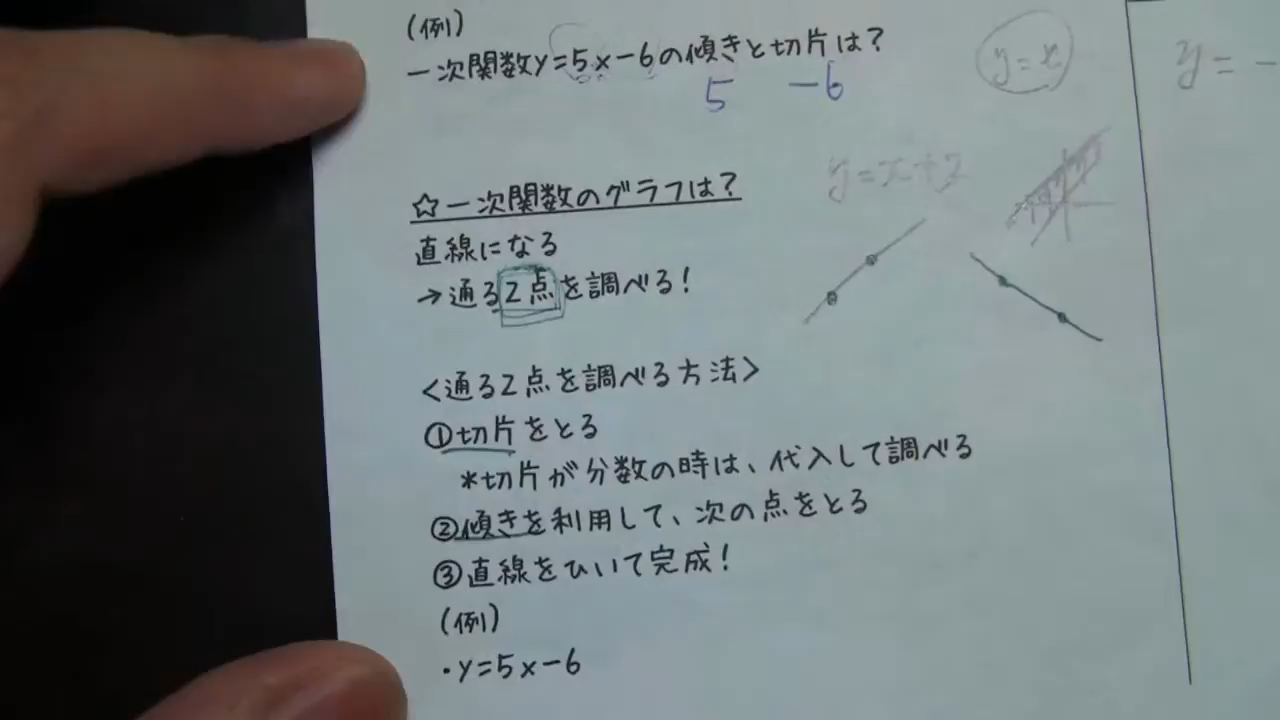 (例)
一次関数y=5x-6の傾きと切片は?
5 -6
y=x
y=-
y=x+2
☆一次関数のグラフは?
直線になる
→通る2点を調べる!
<通る2点を調べる方法>
①切片をとる
*切片が分数の時は、代入して調べる
②傾きを利用して、次の点をとる
③直線をひいて完成!
(例)
・y=5x-6